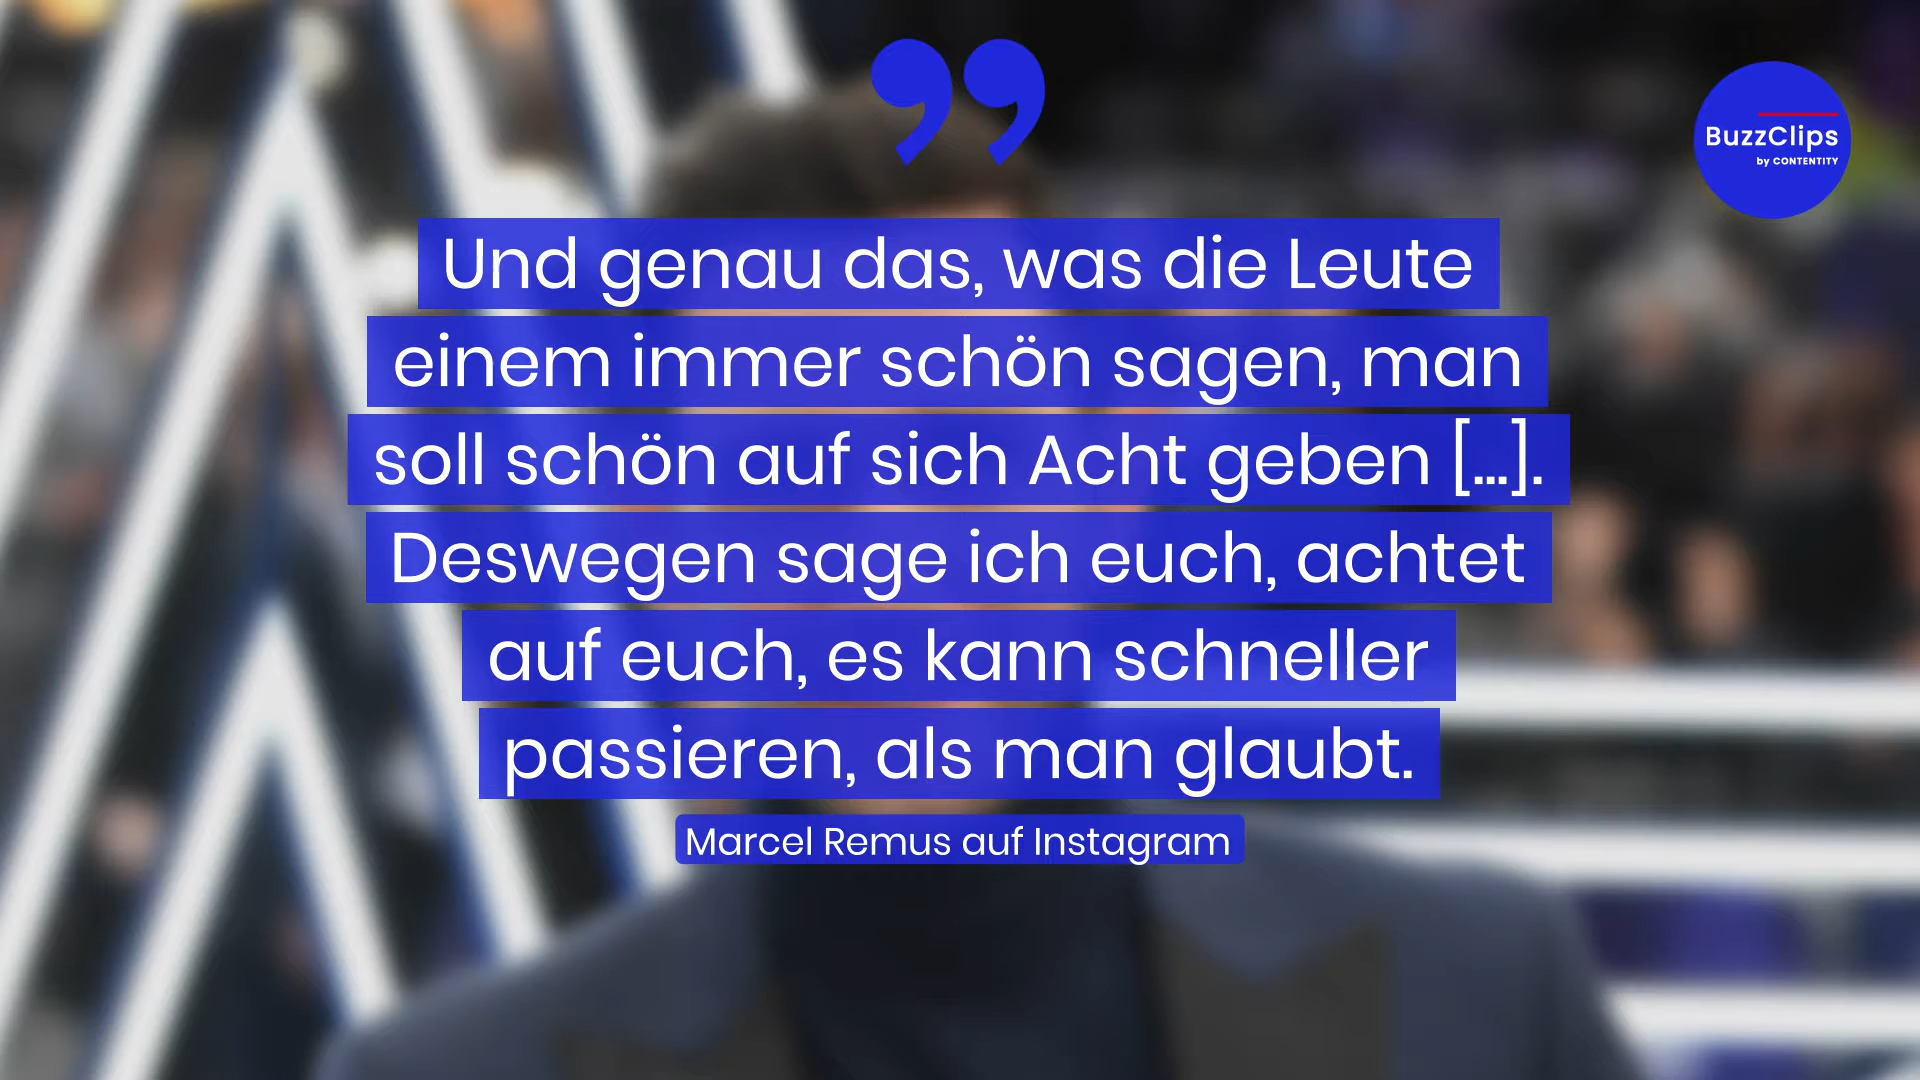 ”
BuzzClips
by CONTENTITY
Und genau das, was die Leute
einem immer schön sagen, man
soll schön auf sich Acht geben [...].
Deswegen sage ich euch, achtet
auf euch, es kann schneller
passieren, als man glaubt.
Marcel Remus auf Instagram